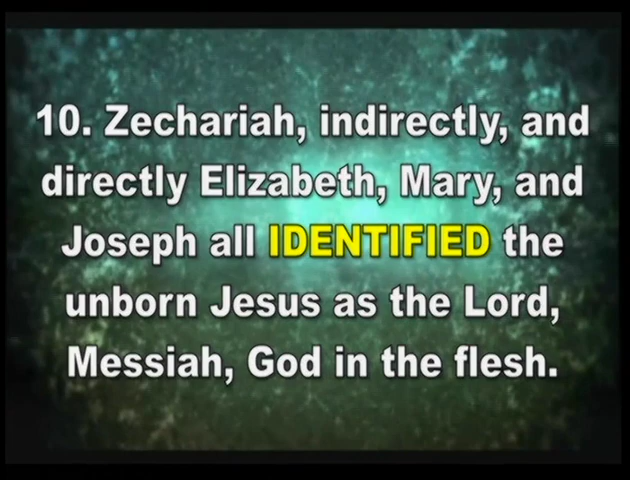 10. Zechariah, indirectly, and
directly Elizabeth, Mary, and
Joseph all IDENTIFIED the
unborn Jesus as the Lord,
Messiah, God in the flesh.